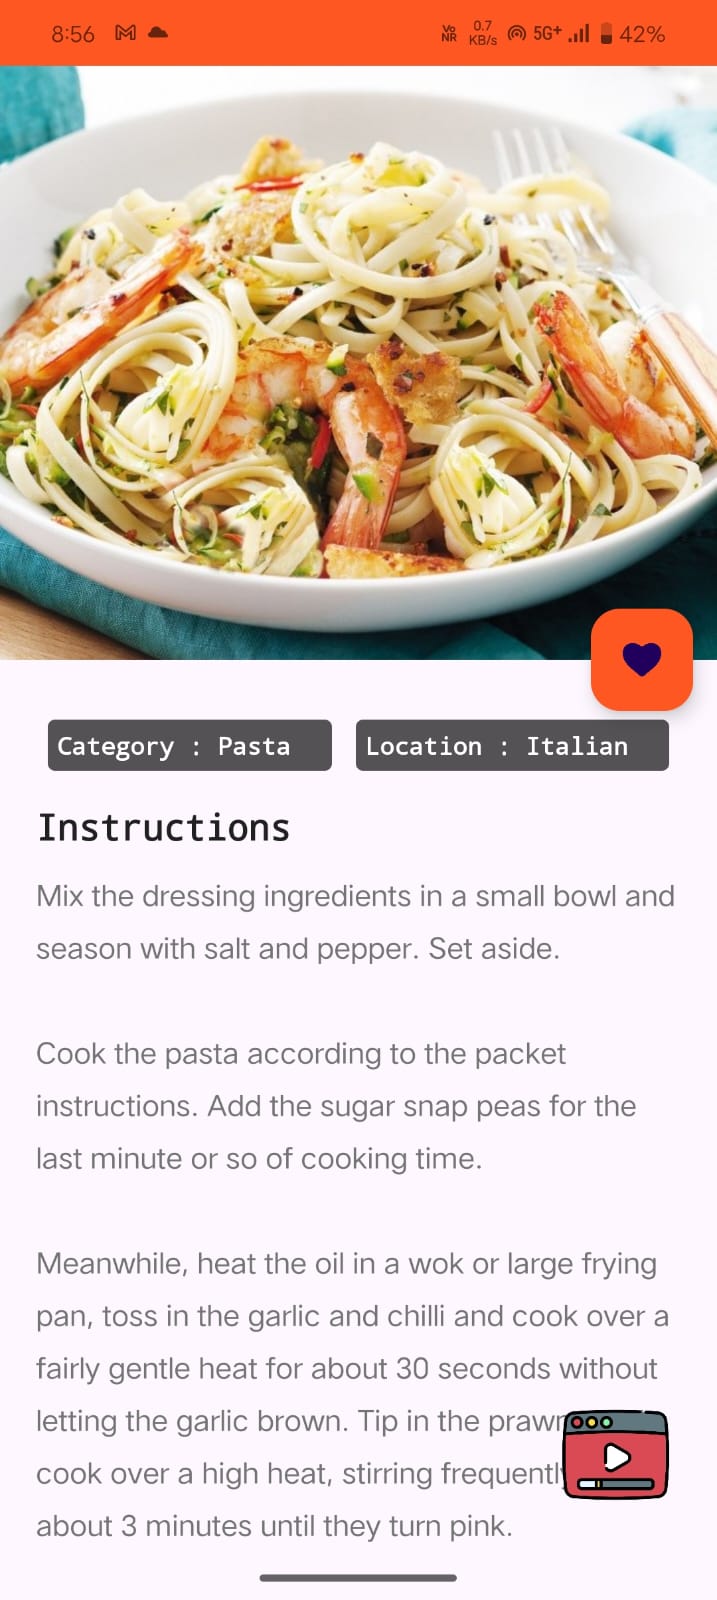 8:56
Vo NR
0.7 KB/s
5G+
42%
Category : Pasta
Location : Italian
Instructions
Mix the dressing ingredients in a small bowl and
season with salt and pepper. Set aside.
Cook the pasta according to the packet
instructions. Add the sugar snap peas for the
last minute or so of cooking time.
Meanwhile, heat the oil in a wok or large frying
pan, toss in the garlic and chilli and cook over a
fairly gentle heat for about 30 seconds without
letting the garlic brown. Tip in the
cook over a high heat, stirring
about 3 minutes until they turn pink.